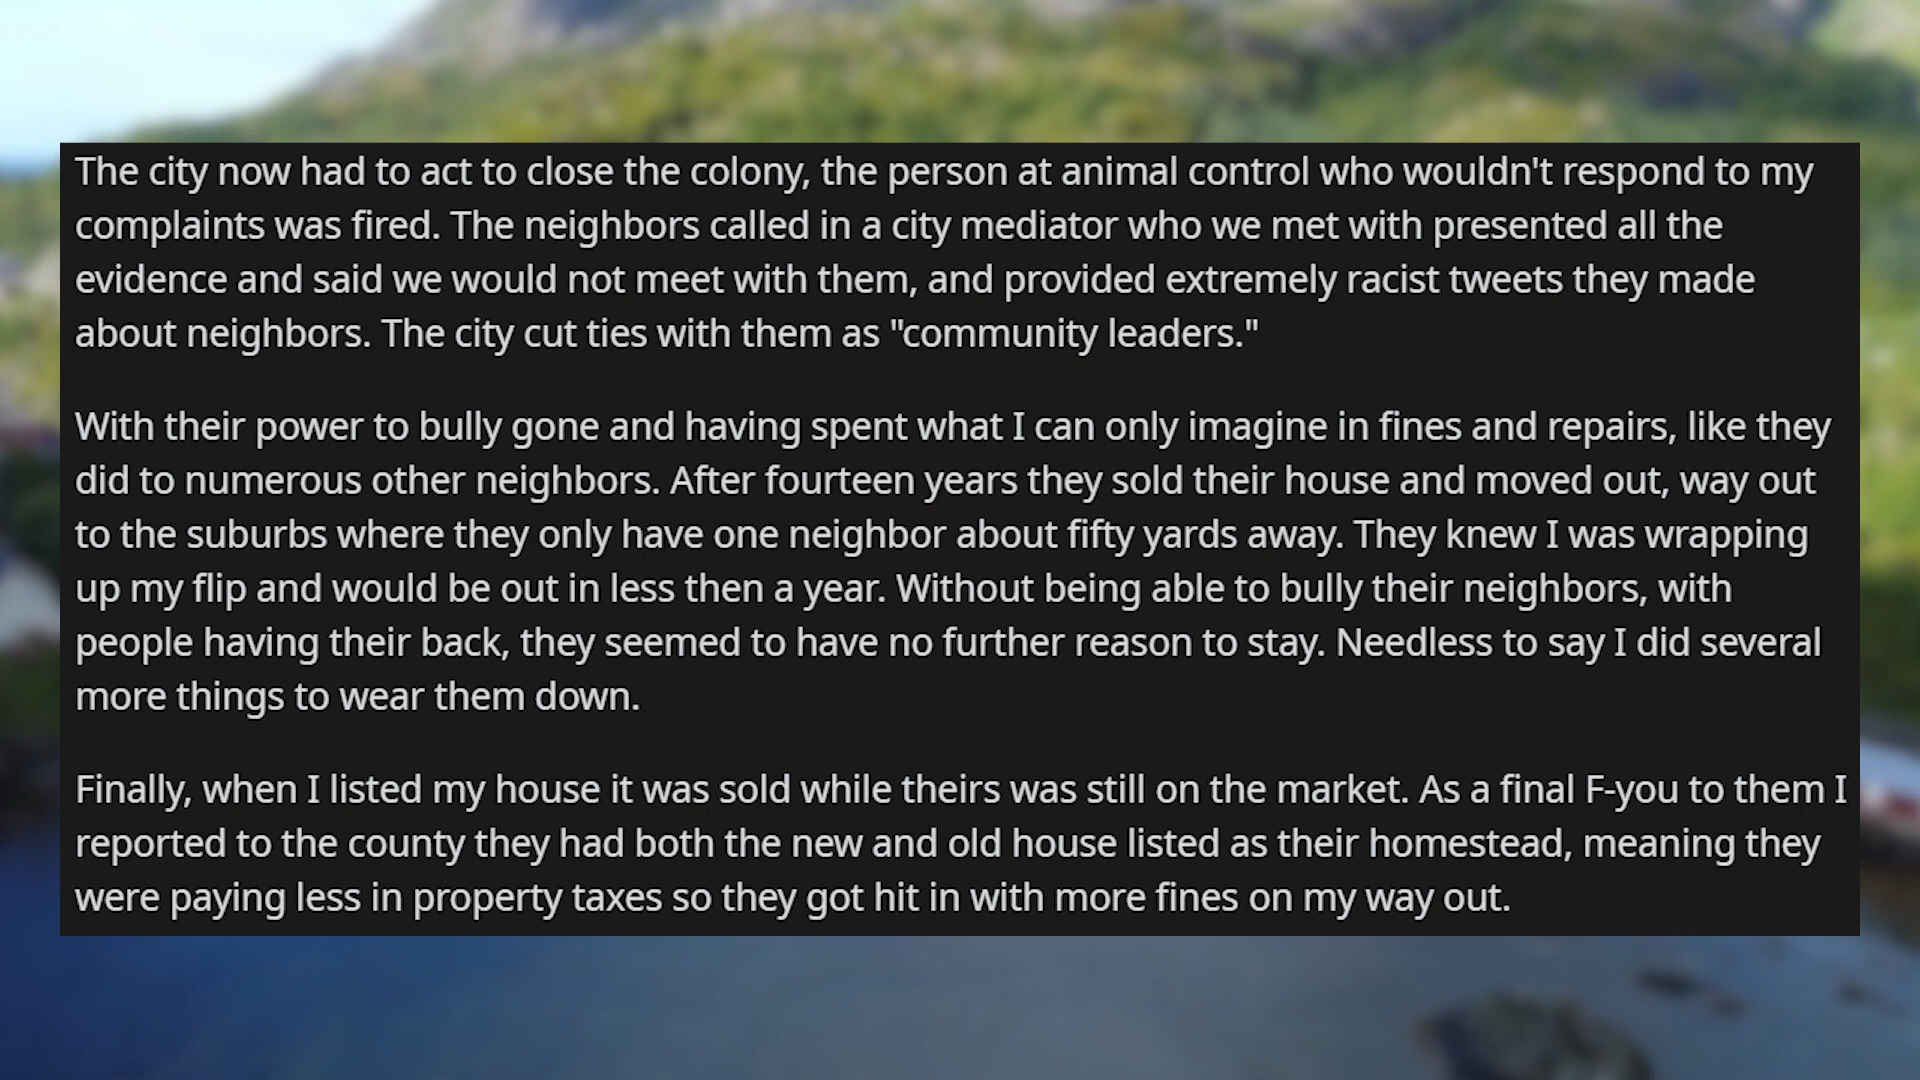 The city now had to act to close the colony, the person at animal control who wouldn't respond to my
complaints was fired. The neighbors called in a city mediator who we met with presented all the
evidence and said we would not meet with them, and provided extremely racist tweets they made
about neighbors. The city cut ties with them as "community leaders."
With their power to bully gone and having spent what I can only imagine in fines and repairs, like they
did to numerous other neighbors. After fourteen years they sold their house and moved out, way out
to the suburbs where they only have one neighbor about fifty yards away. They knew I was wrapping
up my flip and would be out in less then a year. Without being able to bully their neighbors, with
people having their back, they seemed to have no further reason to stay. Needless to say I did several
more things to wear them down.
Finally, when I listed my house it was sold while theirs was still on the market. As a final F-you to them I
reported to the county they had both the new and old house listed as their homestead, meaning they
were paying less in property taxes so they got hit in with more fines on my way out.